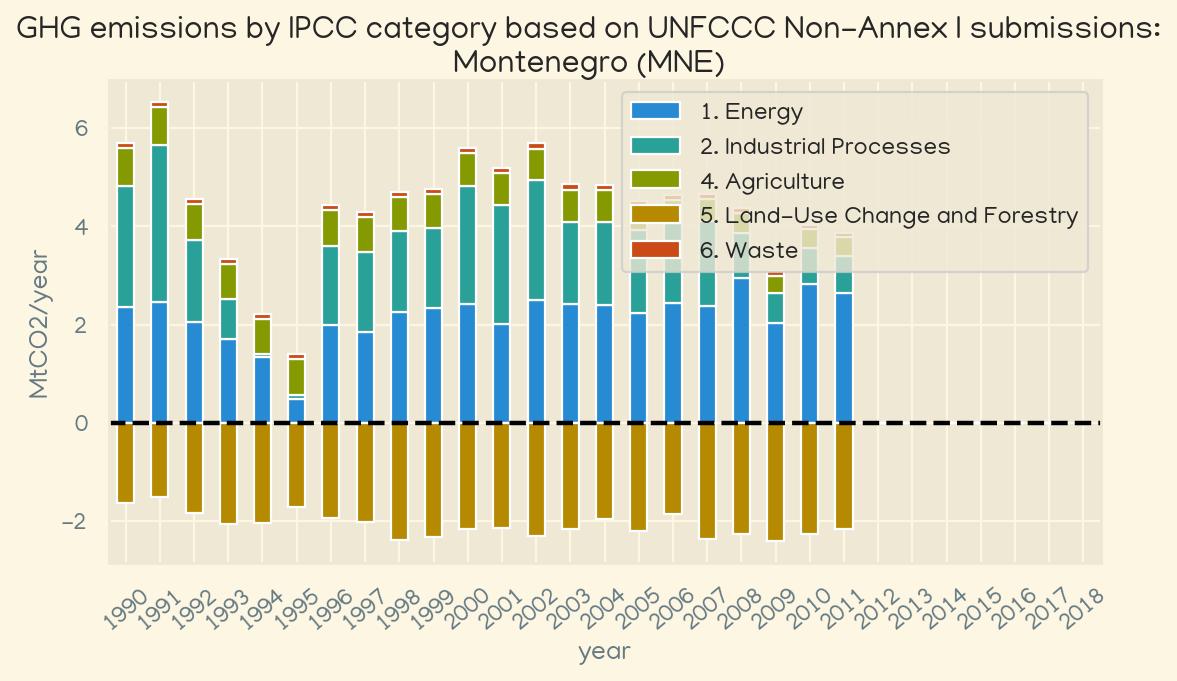 GHG emissions by IPCC category based on UNFCCC Non-Annex I submissions:
Montenegro (MNE)
1. Energy
2. Industrial Processes
4. Agriculture
5. Land-Use Change and Forestry
6. Waste
MtCO2/year
6
4
2
0
-2
1990 1991 1992 1993 1994 1995 1996 1997 1998 1999 2000 2001 2002 2003 2004 2005 2006 2007 2008 2009 2010 2011 2012 2013 2014 2015 2016 2017 2018
year